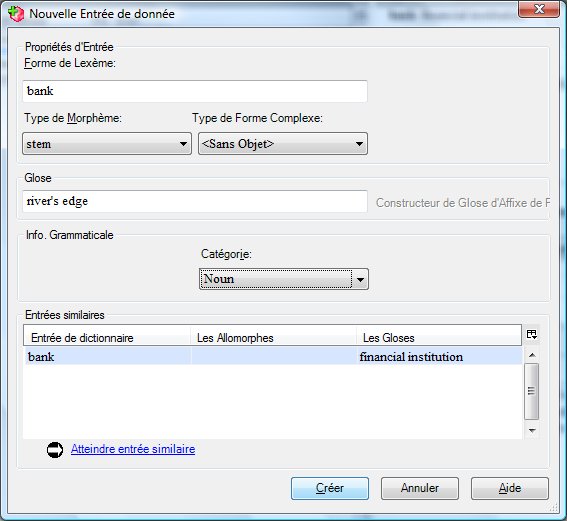 Nouvelle Entrée de donnée
Propriétés d'Entrée
Forme de Lexème:
bank
Type de Morphème: Type de Forme Complexe:
stem <Sans Objet>
Glose
river's edge Constructeur de Glose d'Affixe de F
Info. Grammaticale
Catégorie:
Noun
Entrées similaires
Entrée de dictionnaire Les Allomorphes Les Gloses
bank financial institution
Atteindre entrée similaire
Créer Annuler Aide